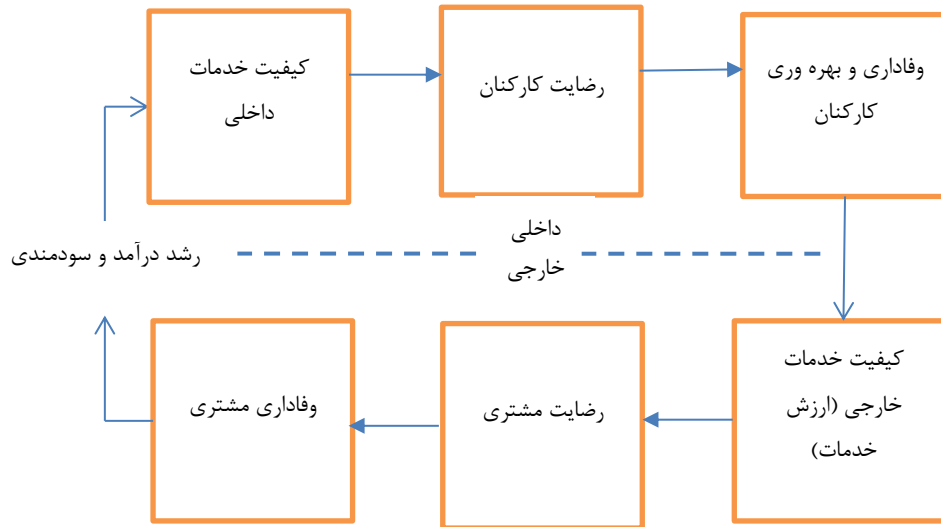 کیفیت خدمات
داخلی
رضایت کارکنان
وفاداری و بهره وری
کارکنان
داخلی
خارجی
رشد درآمد و سودمندی
کیفیت خدمات
خارجی (ارزش
خدمات)
رضایت مشتری
وفاداری مشتری